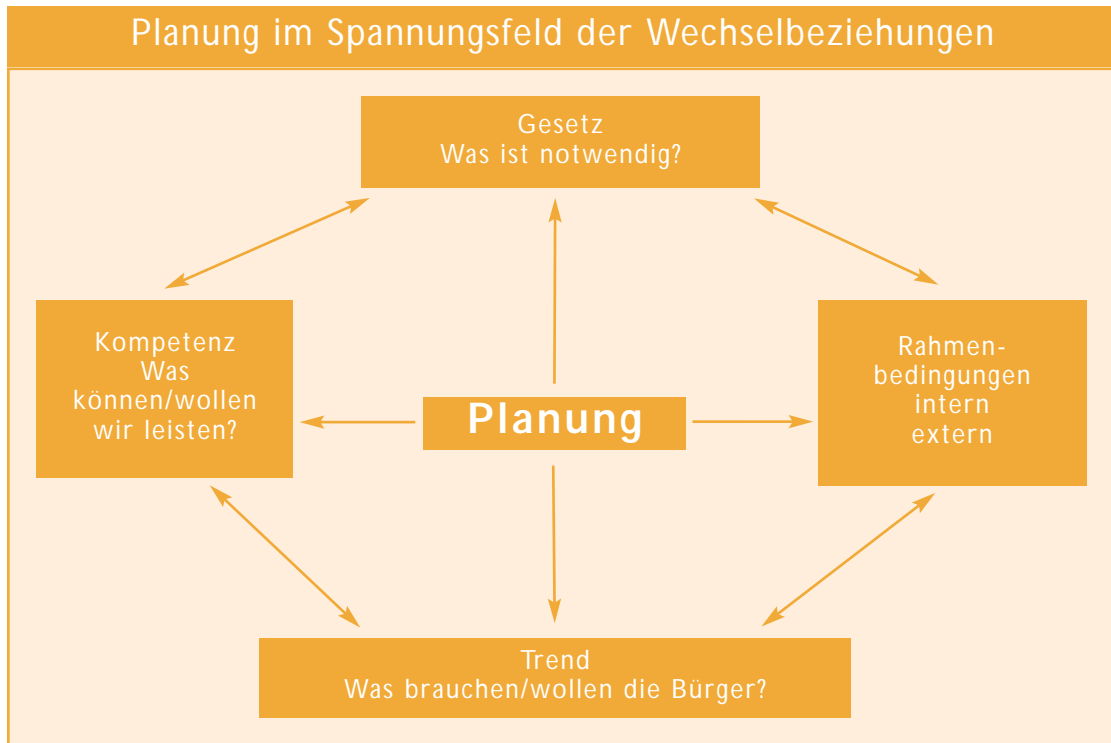 Planung im Spannungsfeld der Wechselbeziehungen
Gesetz
Was ist notwendig?
Kompetenz
Was
können/wollen
wir leisten?
Planung
Rahmen-
bedingungen
intern
extern
Trend
Was brauchen/wollen die Bürger?